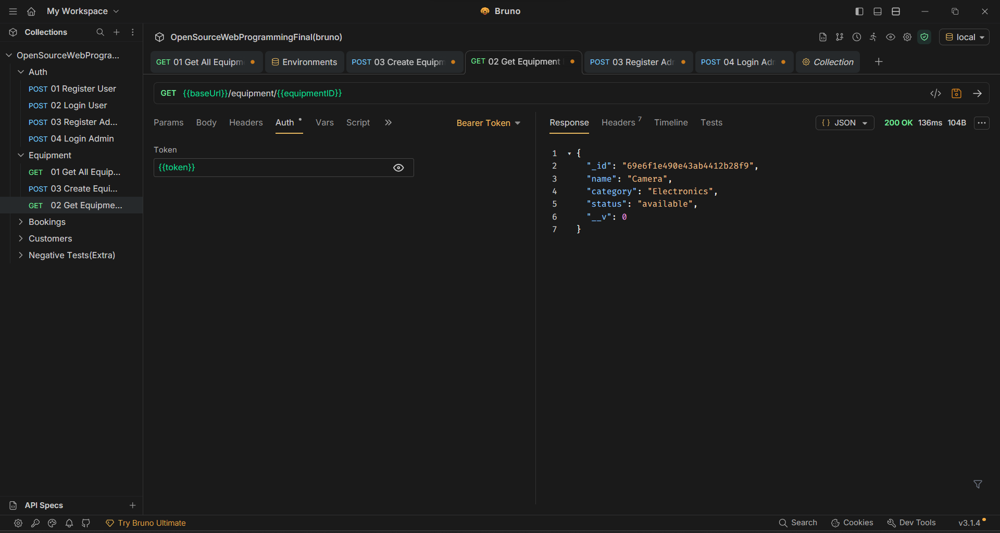 My Workspace
Bruno
Collections
OpenSourceWebProgrammingFinal(bruno)
local
OpenSourceWebProgra...
Auth
POST 01 Register User
POST 02 Login User
POST 03 Register Ad...
POST 04 Login Admin
Equipment
GET 01 Get All Equip...
POST 03 Create Equi...
GET 02 Get Equipme...
Bookings
Customers
Negative Tests(Extra)
API Specs
GET 01 Get All Equipm
Environments
POST 03 Create Equipm
GET 02 Get Equipment
POST 03 Register Adr
POST 04 Login Adn
Collection
GET {{baseUrl}}/equipment/{{equipmentID}}
Params Body Headers Auth Vars Script
Bearer Token
Token
{{token}}
Response Headers 7 Timeline Tests
{ } JSON
200 OK 136ms 104B
1 {
2 "_id": "69e6f1e490e43ab4412b28f9",
3 "name": "Camera",
4 "category": "Electronics",
5 "status": "available",
6 "__v": 0
7 }
Try Bruno Ultimate
Search
Cookies
Dev Tools
v3.1.4